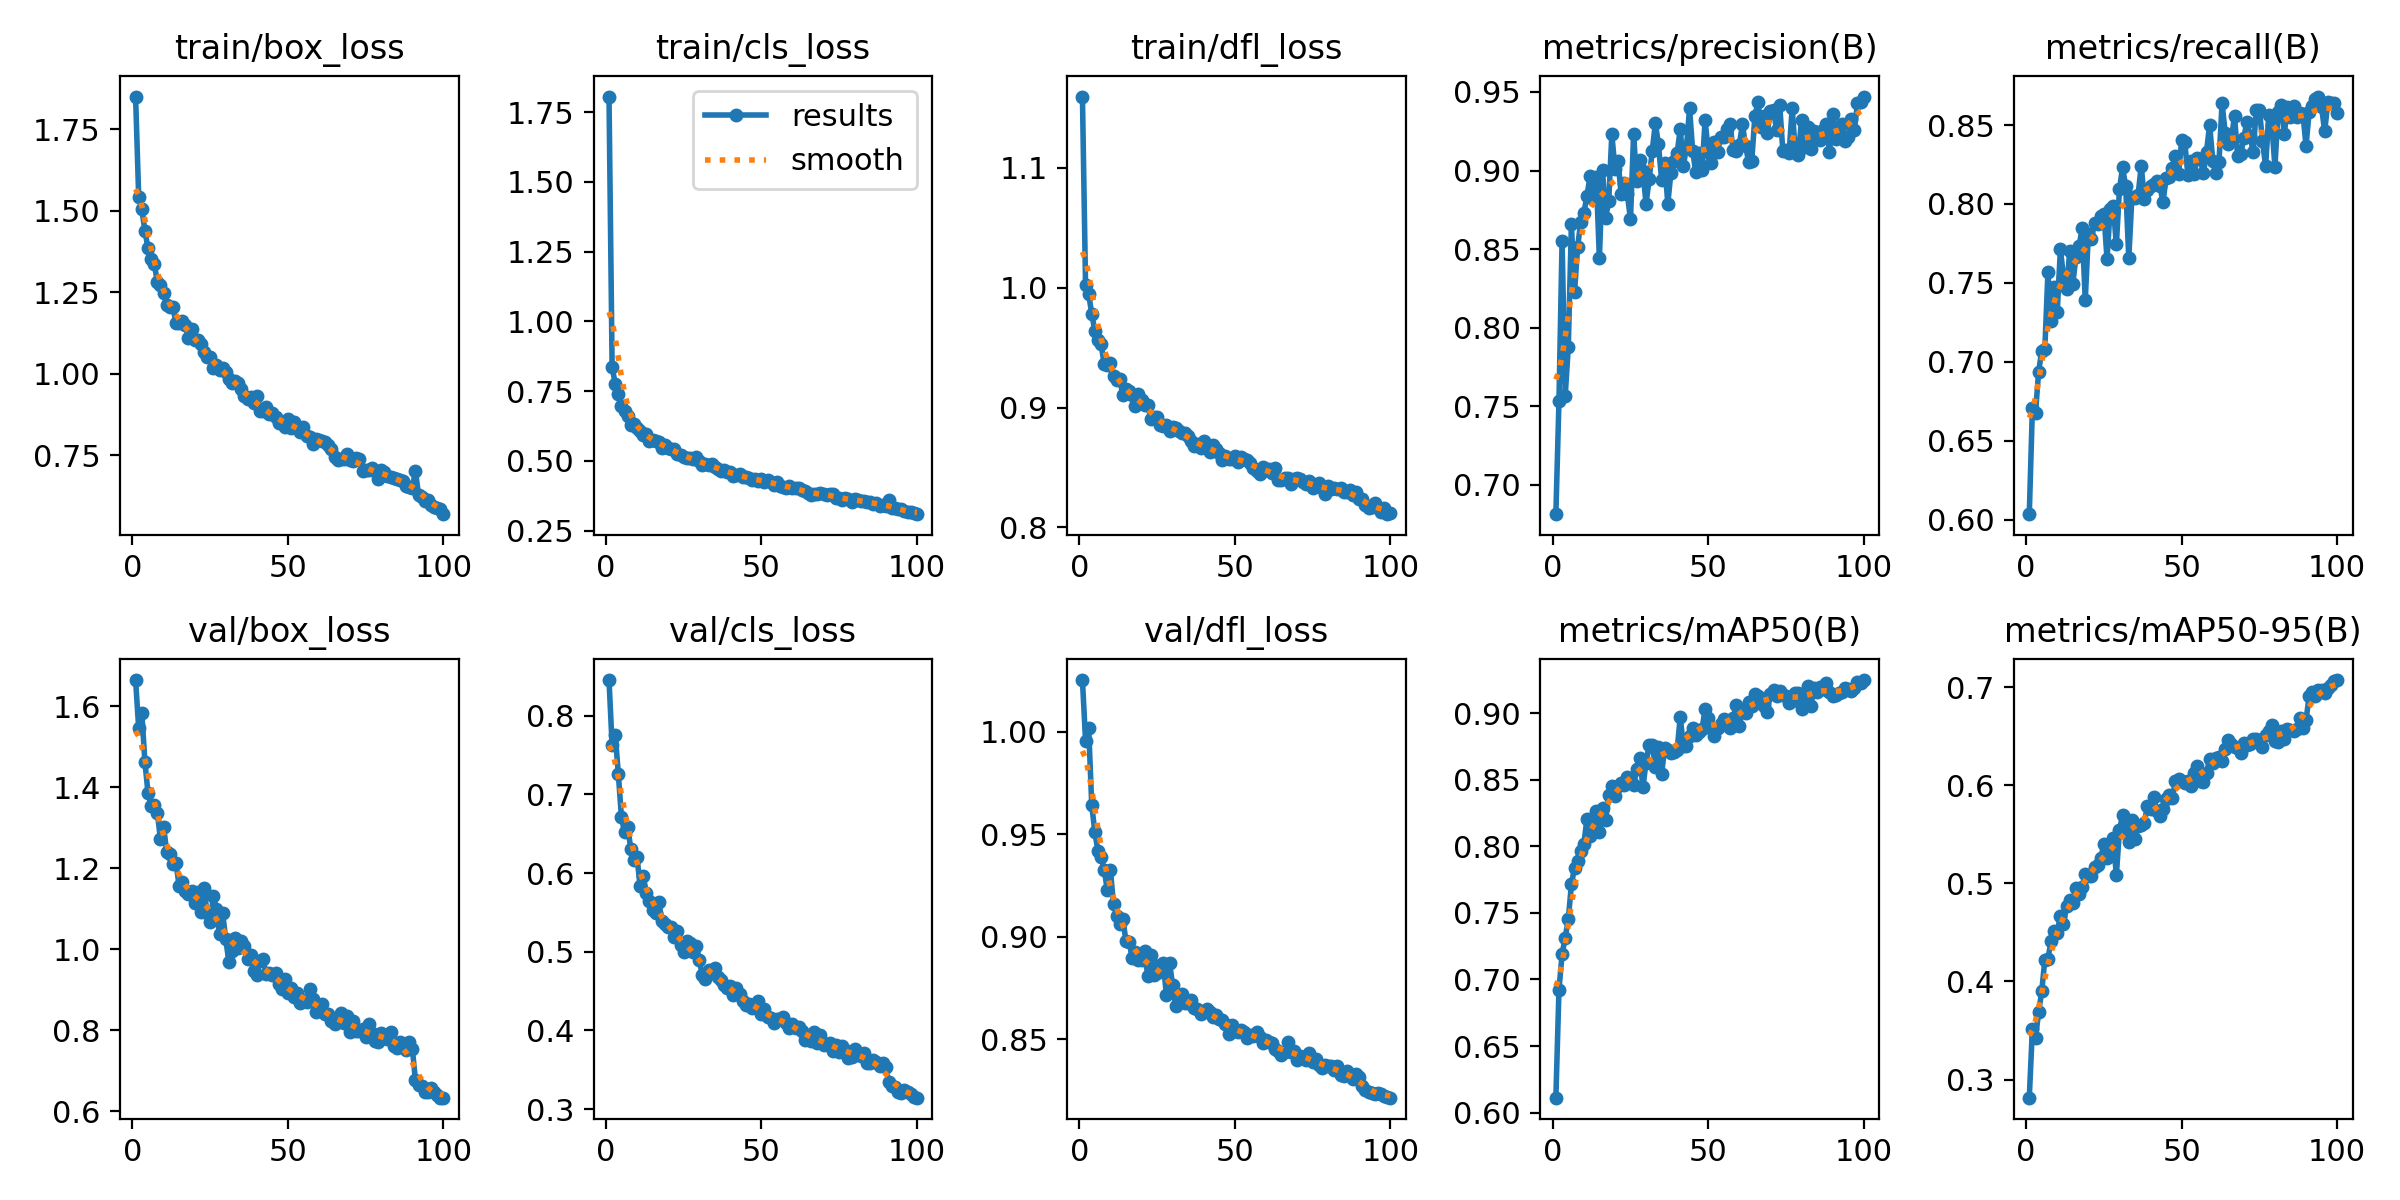 train/box_loss
1.75
1.50
1.25
1.00
0.75
0 50 100
train/cls_loss
results
smooth
1.75
1.50
1.25
1.00
0.75
0.50
0.25
0 50 100
train/dfl_loss
1.1
1.0
0.9
0.8
0 50 100
metrics/precision(B)
0.95
0.90
0.85
0.80
0.75
0.70
0 50 100
metrics/recall(B)
0.85
0.80
0.75
0.70
0.65
0.60
0 50 100
val/box_loss
1.6
1.4
1.2
1.0
0.8
0.6
0 50 100
val/cls_loss
0.8
0.7
0.6
0.5
0.4
0.3
0 50 100
val/dfl_loss
1.00
0.95
0.90
0.85
0 50 100
metrics/mAP50(B)
0.90
0.85
0.80
0.75
0.70
0.65
0.60
0 50 100
metrics/mAP50-95(B)
0.7
0.6
0.5
0.4
0.3
0 50 100